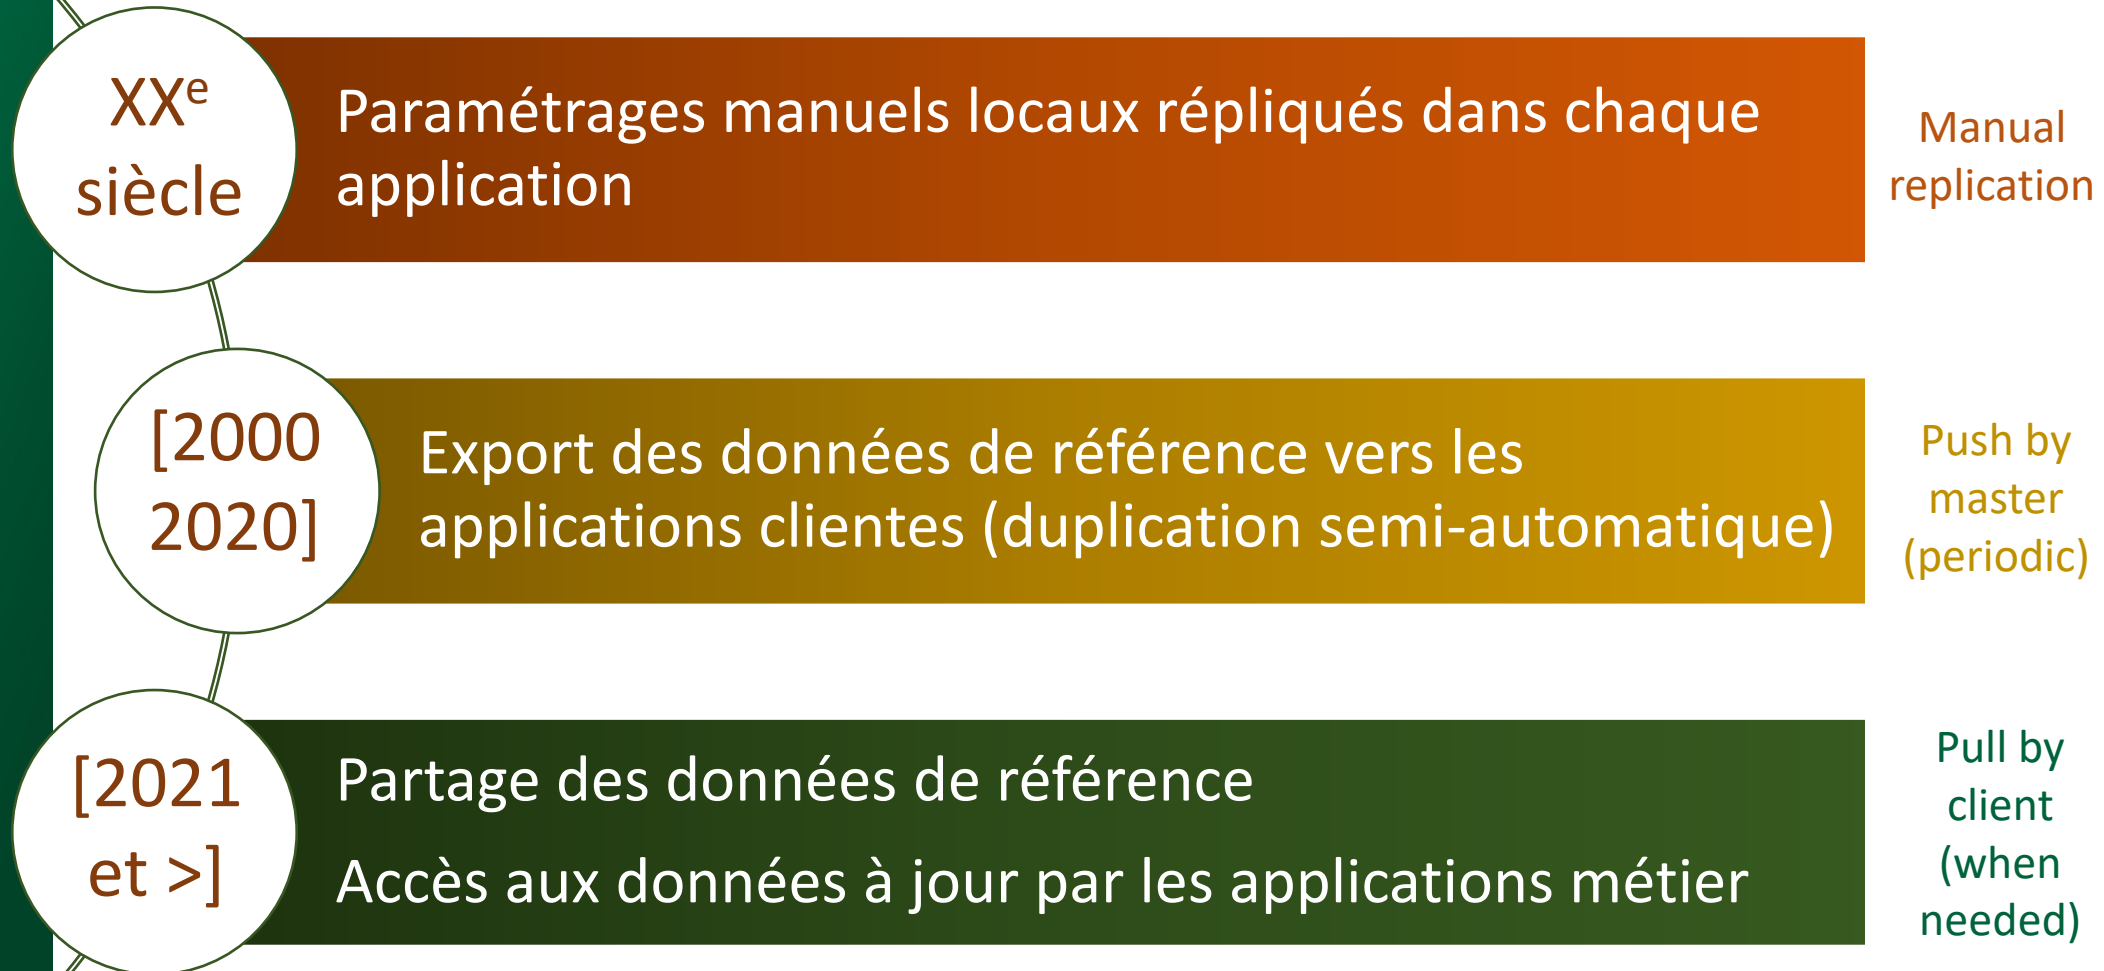 XXe
siècle
Paramétrages manuels locaux répliqués dans chaque
application
Manual
replication
[2000
2020]
Export des données de référence vers les
applications clientes (duplication semi-automatique)
Push by
master
(periodic)
[2021
et >]
Partage des données de référence
Accès aux données à jour par les applications métier
Pull by
client
(when
needed)